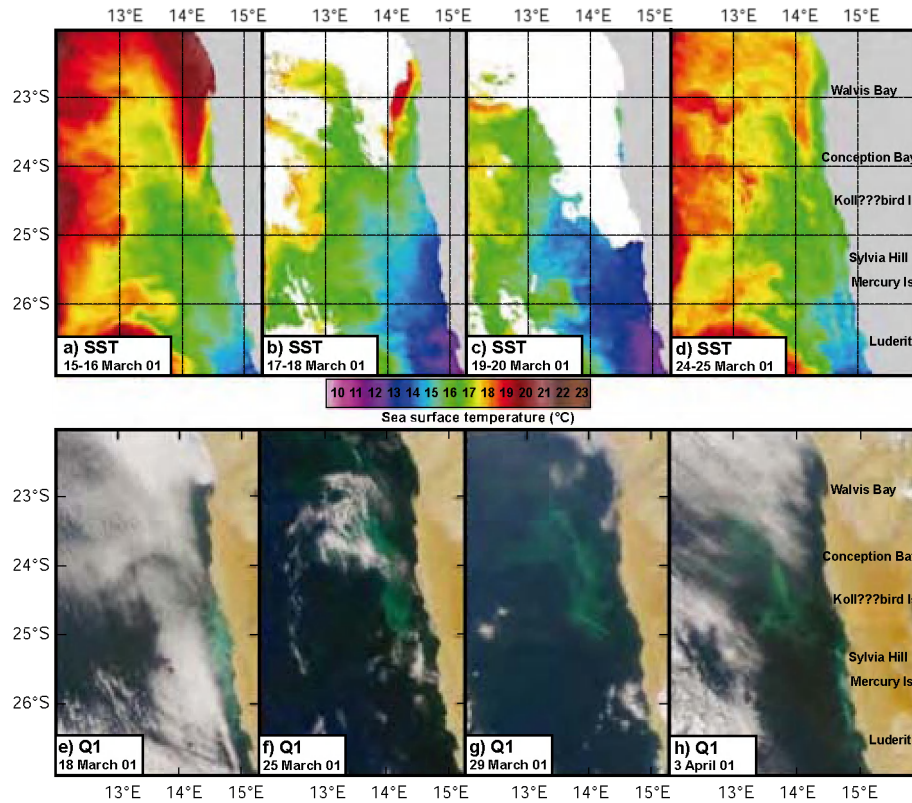 13°E 14°E 15°E 13°E 14°E 15°E 13°E 14°E 15°E 13°E 14°E 15°E
23°S
24°S
25°S
26°S
Walvis Bay
Conception Bay
Koll???bird I
Sylvia Hill
Mercury Is
Luderit
a) SST
15-16 March 01
b) SST
17-18 March 01
c) SST
19-20 March 01
d) SST
24-25 March 01
10 11 12 13 14 15 16 17 18 19 20 21 22 23
Sea surface temperature (°C)
23°S
24°S
25°S
26°S
Walvis Bay
Conception Ba
Koll???bird Is
Sylvia Hill
Mercury Is
Luderit
e) Q1
18 March 01
f) Q1
25 March 01
g) Q1
29 March 01
h) Q1
3 April 01
13°E 14°E 15°E 13°E 14°E 15°E 13°E 14°E 15°E 13°E 14°E 15°E